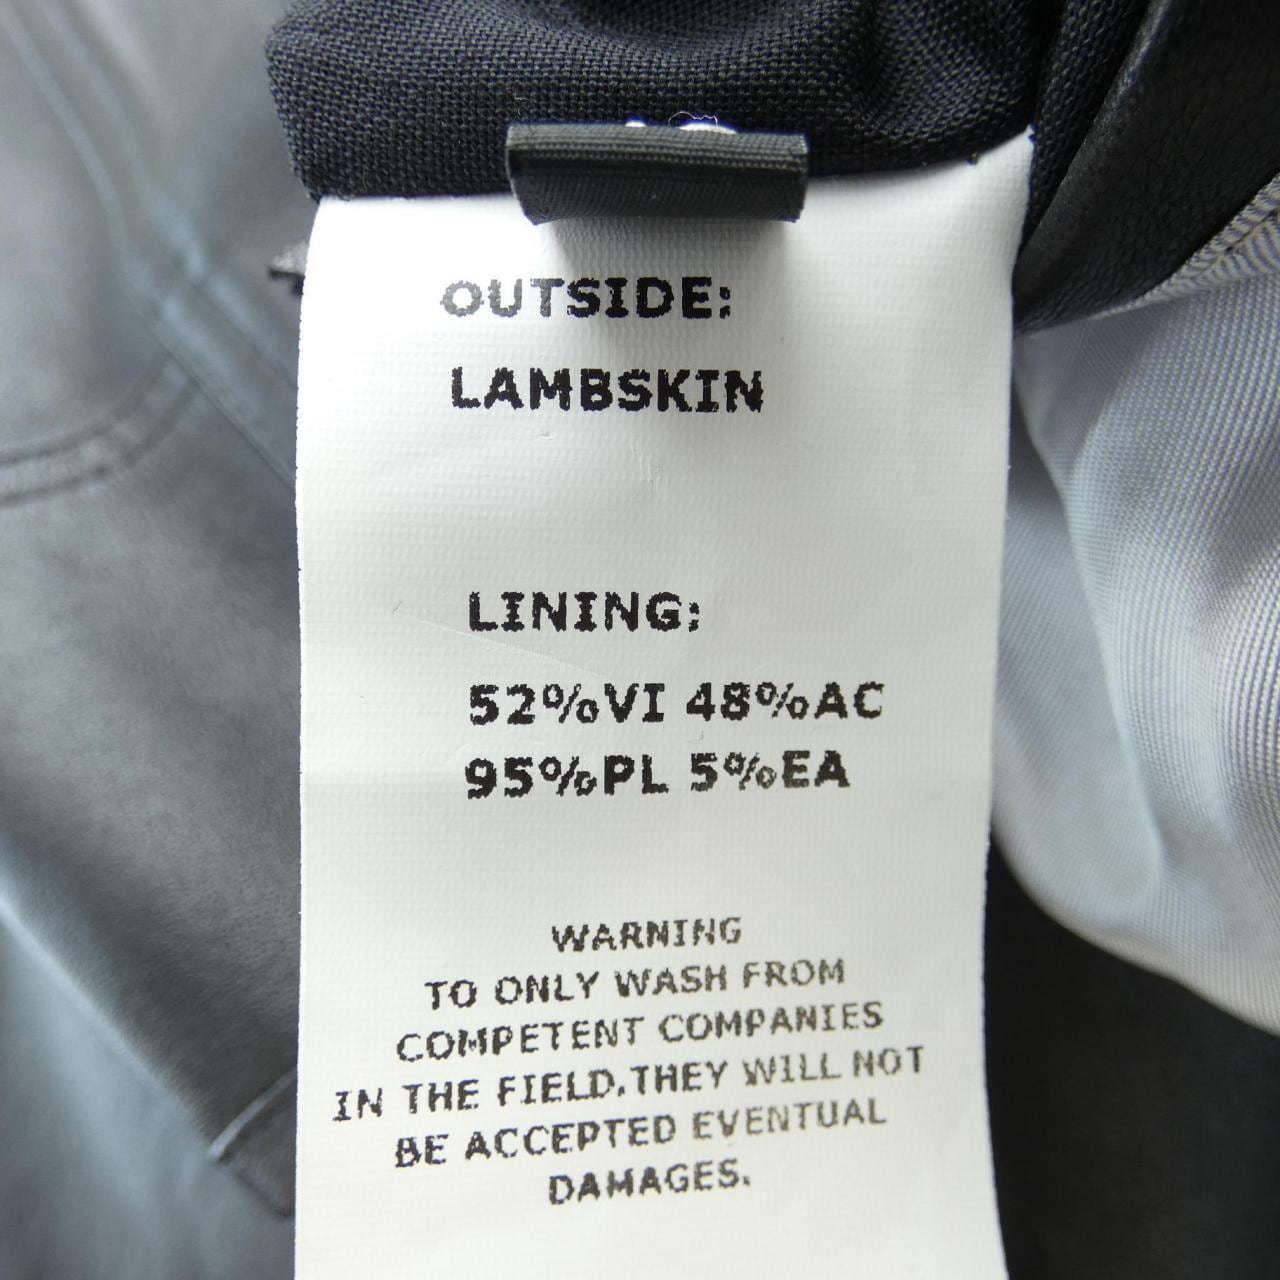 OUTSIDE:
LAMBSKIN
LINING:
52%VI 48%AC
95%PL 5%EA
WARNING
TO ONLY WASH FROM
COMPETENT COMPANIES
IN THE FIELD.THEY WILL NOT
BE ACCEPTED EVENTUAL
DAMAGES.